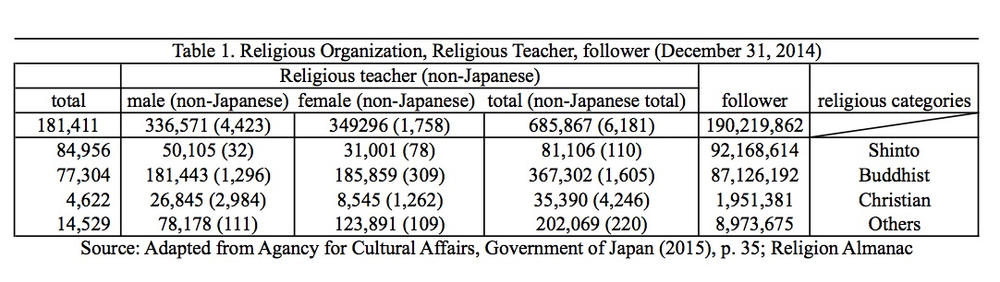 Table 1. Religious Organization, Religious Teacher, follower (December 31, 2014)
Religious teacher (non-Japanese)
total male (non-Japanese) female (non-Japanese) total (non-Japanese total) follower religious categories
181,411 336,571 (4,423) 349296 (1,758) 685,867 (6,181) 190,219,862
84,956 50,105 (32) 31,001 (78) 81,106 (110) 92,168,614 Shinto
77,304 181,443 (1,296) 185,859 (309) 367,302 (1,605) 87,126,192 Buddhist
4,622 26,845 (2,984) 8,545 (1,262) 35,390 (4,246) 1,951,381 Christian
14,529 78,178 (111) 123,891 (109) 202,069 (220) 8,973,675 Others
Source: Adapted from Agancy for Cultural Affairs, Government of Japan (2015), p. 35; Religion Almanac